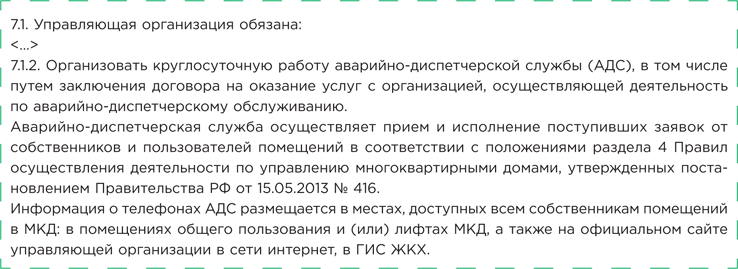 7.1. Управляющая организация обязана:
<...>
7.1.2. Организовать круглосуточную работу аварийно-диспетчерской службы (АДС), в том числе
путем заключения договора на оказание услуг с организацией, осуществляющей деятельность
по аварийно-диспетчерскому обслуживанию.
Аварийно-диспетчерская служба осуществляет прием и исполнение поступивших заявок от
собственников и пользователей помещений в соответствии с положениями раздела 4 Правил
осуществления деятельности по управлению многоквартирными домами, утвержденных поста-
новлением Правительства РФ от 15.05.2013 № 416.
Информация о телефонах АДС размещается в местах, доступных всем собственникам помещений
в МКД: в помещениях общего пользования и (или) лифтах МКД, а также на официальном сайте
управляющей организации в сети интернет, в ГИС ЖКХ.